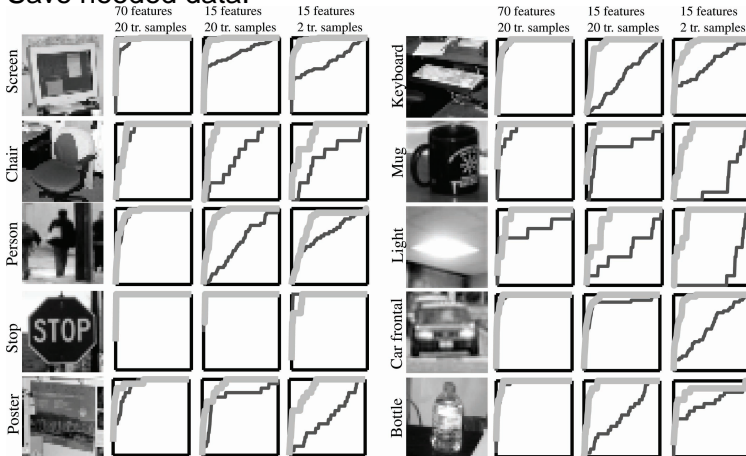 Save needed data.
70 features 15 features 15 features
20 tr. samples 20 tr. samples 2 tr. samples
70 features 15 features 15 features
20 tr. samples 20 tr. samples 2 tr. samples
Screen
Chair
Person
Stop
STOP
Poster
Keyboard
Mug
Light
Car frontal
Bottle